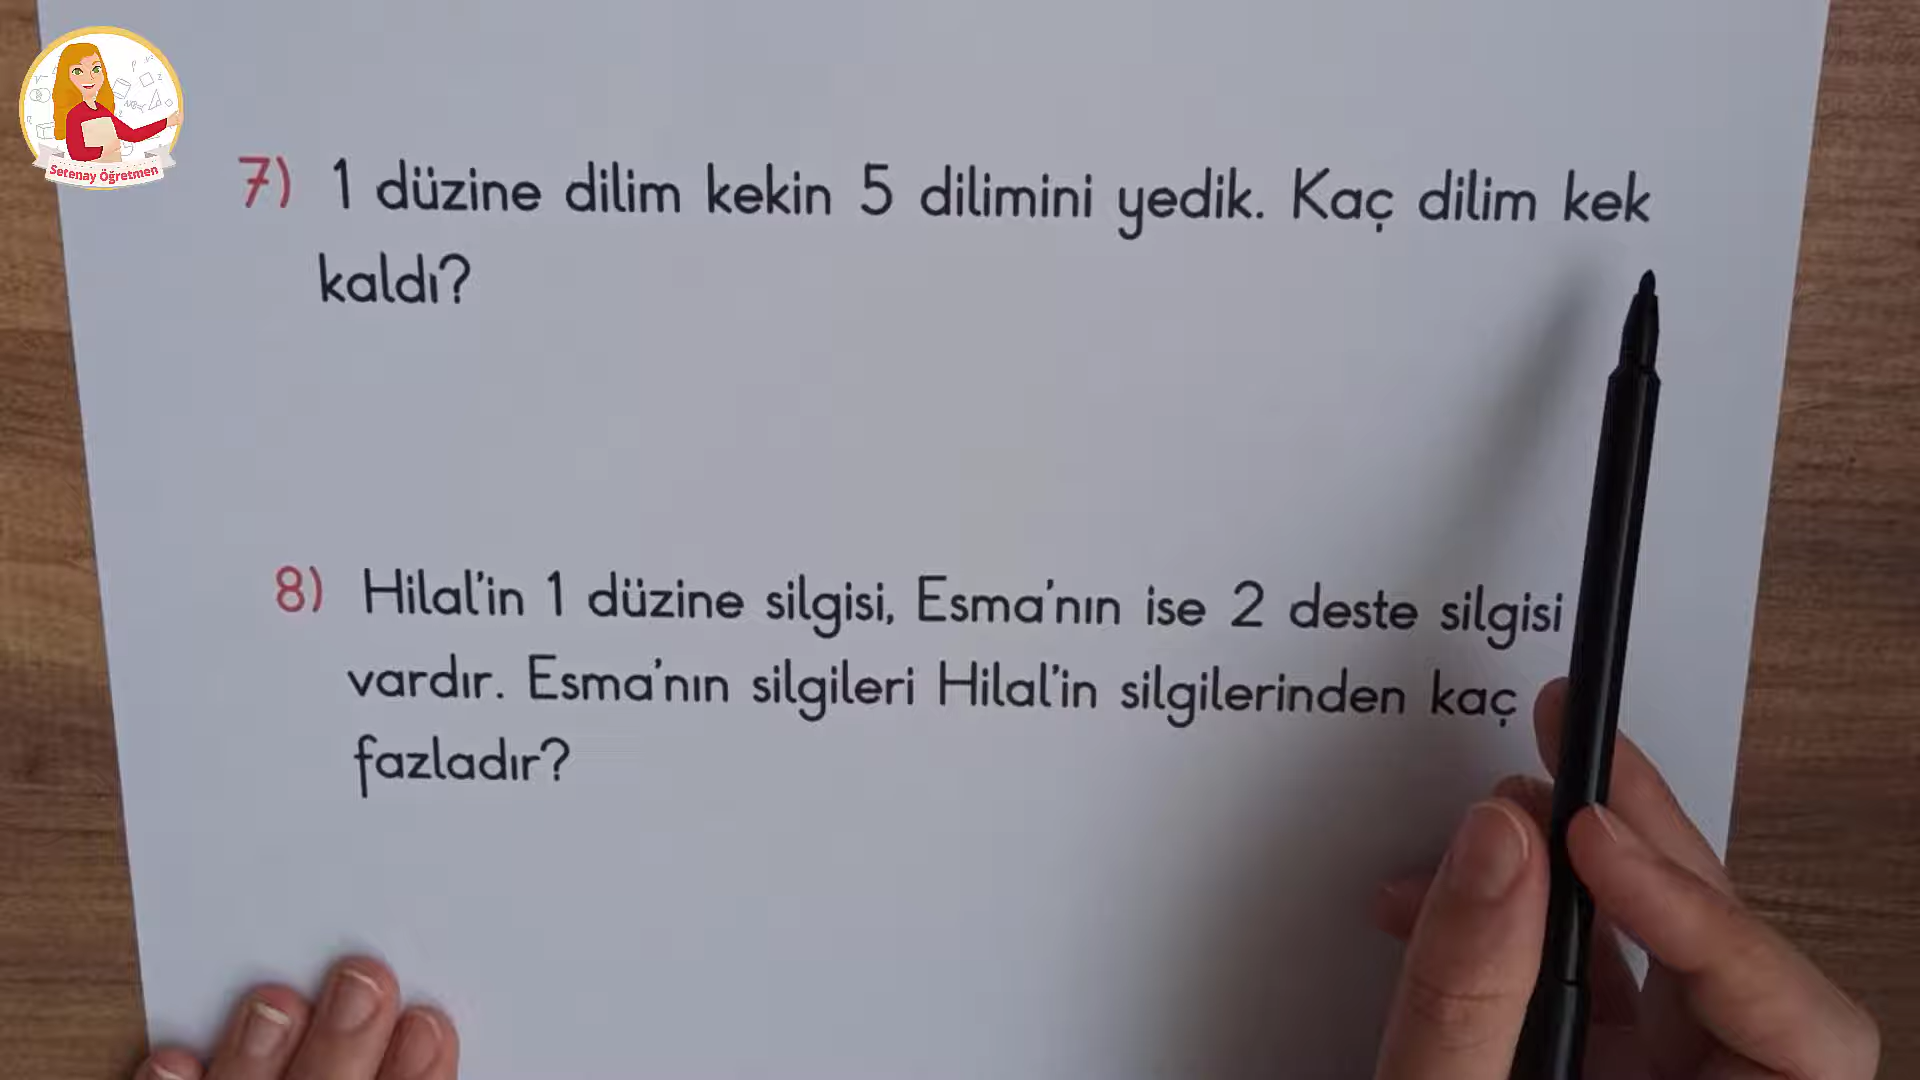 Setenay Öğretmen
7) 1 düzine dilim kekin 5 dilimini yedik. Kaç dilim kek
kaldı?
8) Hilal'in 1 düzine silgisi, Esma'nın ise 2 deste silgisi
vardır. Esma'nın silgileri Hilal'in silgilerinden kaç
fazladır?